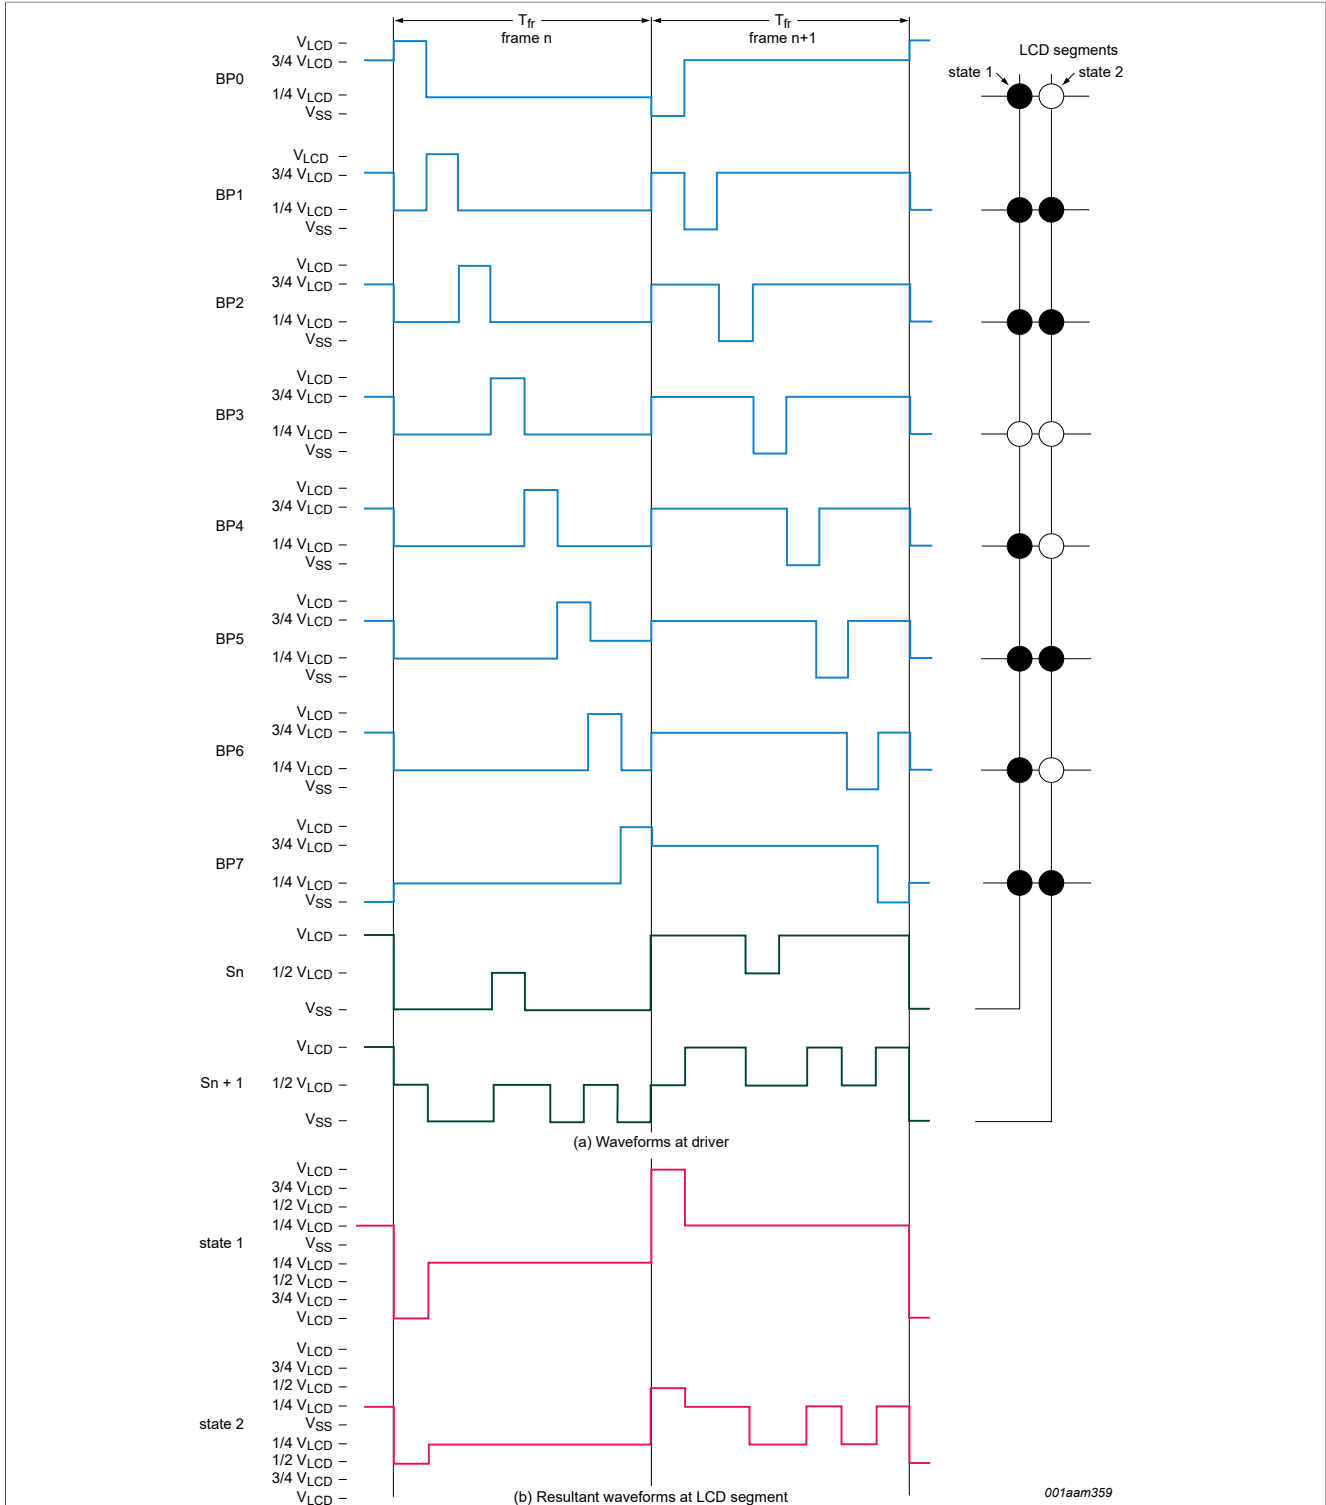 Tfr Tfr
frame n frame n+1
VLCD
3/4 VLCD
BP0
1/4 VLCD
VSS
LCD segments
state 1 state 2
VLCD
3/4 VLCD
BP1
1/4 VLCD
VSS
VLCD
3/4 VLCD
BP2
1/4 VLCD
VSS
VLCD
3/4 VLCD
BP3
1/4 VLCD
VSS
VLCD
3/4 VLCD
BP4
1/4 VLCD
VSS
VLCD
3/4 VLCD
BP5
1/4 VLCD
VSS
VLCD
3/4 VLCD
BP6
1/4 VLCD
VSS
VLCD
3/4 VLCD
BP7
1/4 VLCD
VSS
VLCD
Sn 1/2 VLCD
VSS
VLCD
Sn + 1 1/2 VLCD
VSS
(a) Waveforms at driver
VLCD
3/4 VLCD
1/2 VLCD
1/4 VLCD
state 1 VSS
1/4 VLCD
1/2 VLCD
3/4 VLCD
VLCD
VLCD
3/4 VLCD
1/2 VLCD
1/4 VLCD
state 2 VSS
1/4 VLCD
1/2 VLCD
3/4 VLCD
VLCD
(b) Resultant waveforms at LCD segment
001aam359